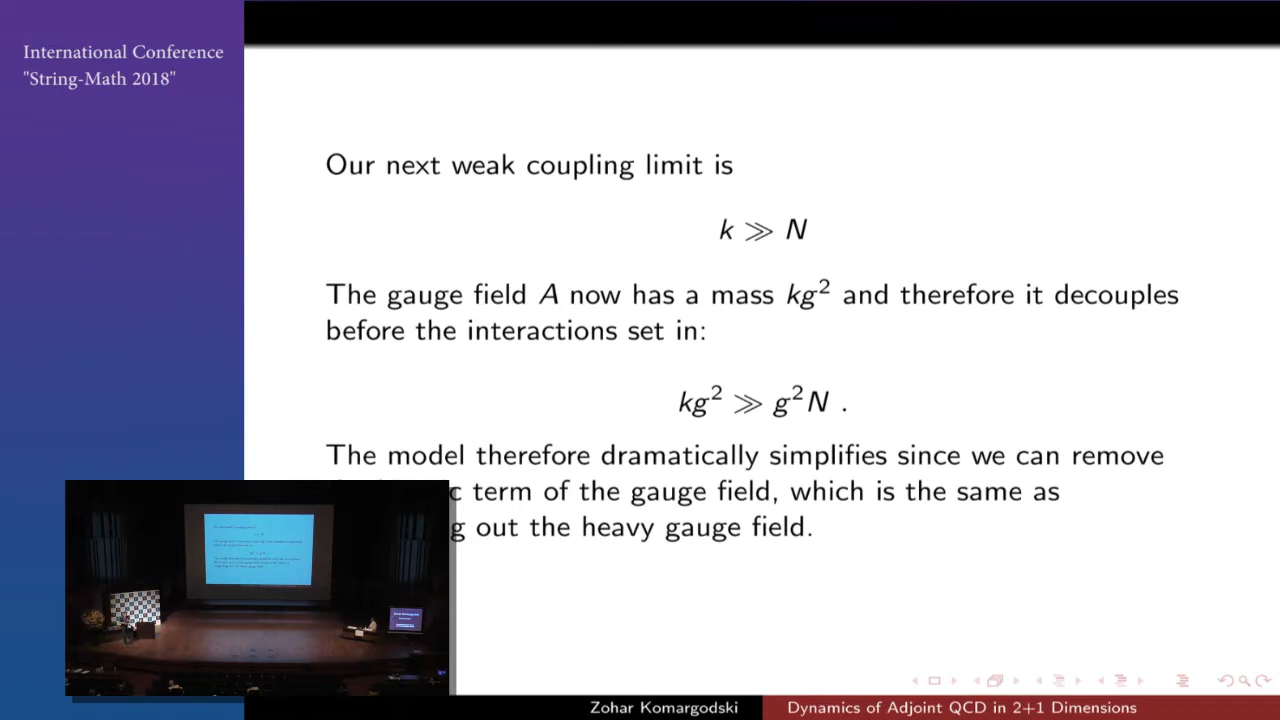 International Conference
"String-Math 2018"
Our next weak coupling limit is
k ≫ N
The gauge field A now has a mass kg² and therefore it decouples
before the interactions set in:
kg² ≫ g²N .
The model therefore dramatically simplifies since we can remove
term of the gauge field, which is the same as
out the heavy gauge field.
Zohar Komargodski
Dynamics of Adjoint QCD in 2+1 Dimensions